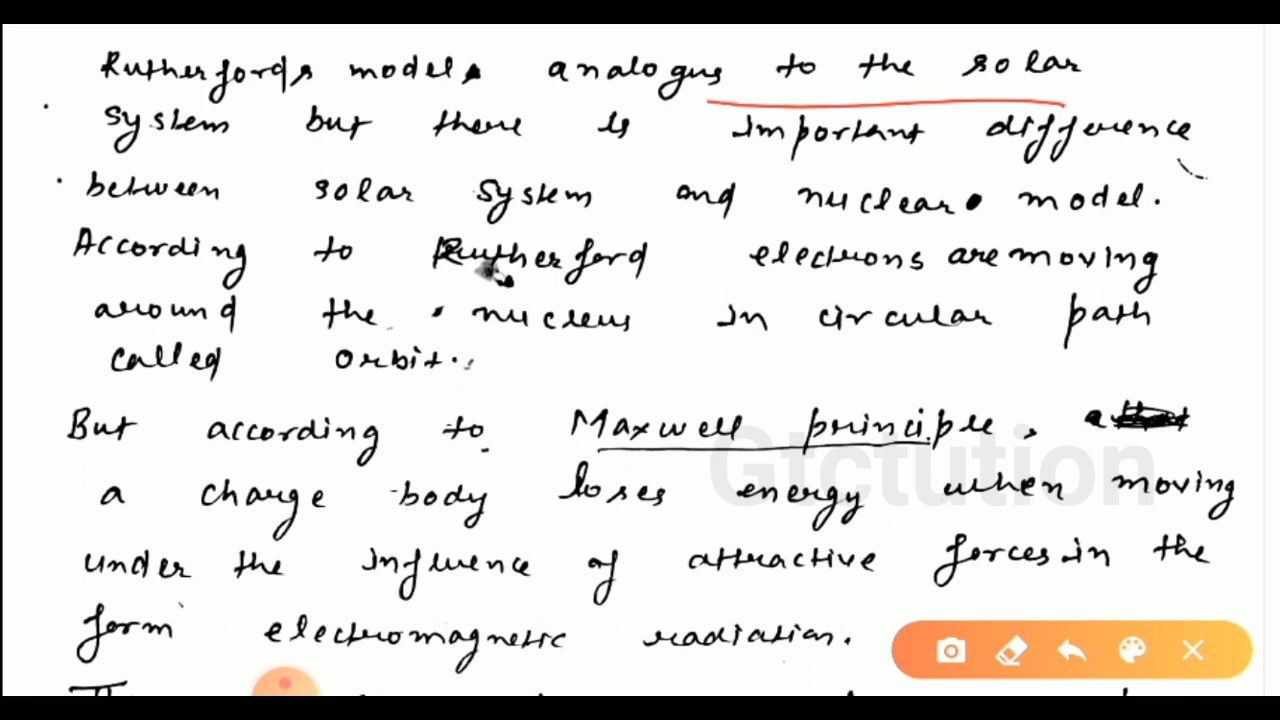 Rutherfords model analogus to the solar
system but there is important difference
between solar system and nuclear model.
According to Rutherford electrons are moving
around the nucleus in circular path
called orbit.
But according to Maxwell principle,
a charge body loses energy when moving
under the influence of attractive forces in the
form electromagnetic radiation.
Gtctution